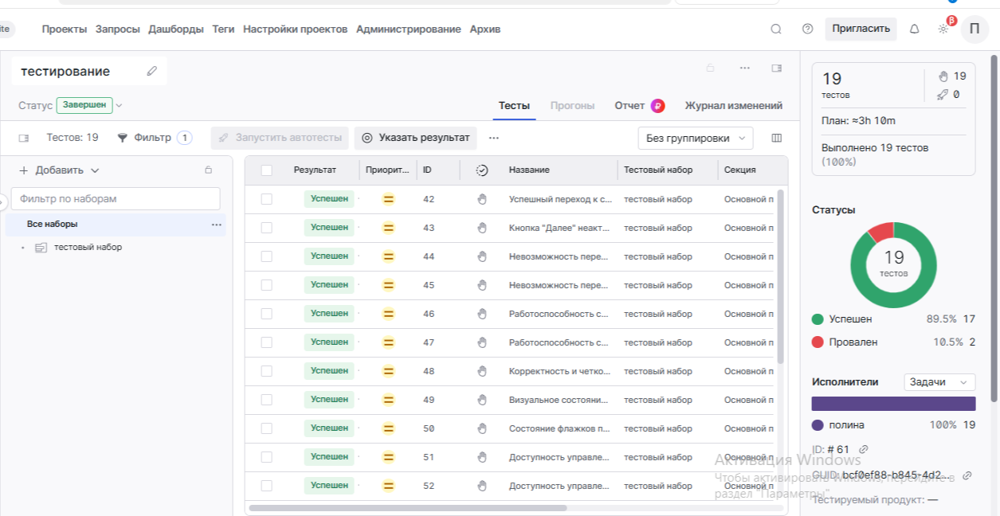 ite Проекты Запросы Дашборды Теги Настройки проектов Администрирование Архив Пригласить β П
тестирование
Статус Завершен Тесты Прогоны Отчет ₽ Журнал изменений
Тестов: 19 Фильтр 1 Запустить автотесты Указать результат ... Без группировки
+ Добавить
Фильтр по наборам
Все наборы ...
тестовый набор
Результат Приорит... ID Название Тестовый набор Секция
Успешен 42 Успешный переход к с... тестовый набор Основной п
Успешен 43 Кнопка "Далее" неакт... тестовый набор Основной п
Успешен 44 Невозможность пере... тестовый набор Основной п
Успешен 45 Невозможность пере... тестовый набор Основной п
Успешен 46 Работоспособность с... тестовый набор Основной п
Успешен 47 Работоспособность с... тестовый набор Основной п
Успешен 48 Корректность и четко... тестовый набор Основной п
Успешен 49 Визуальное состояни... тестовый набор Основной п
Успешен 50 Состояние флажков п... тестовый набор Основной п
Успешен 51 Доступность управле... тестовый набор Основной п
Успешен 52 Доступность управле... тестовый набор Основной п
19 19
тестов 0
План: ≈3h 10m
Выполнено 19 тестов
(100%)
Статусы
19
тестов
Успешен 89.5% 17
Провален 10.5% 2
Исполнители Задачи
полина 100% 19
ID: # 61
GUID: bcf0ef88-b845-4d2...
Тестируемый продукт: —
Активация Windows
Чтобы активировать Windows, перейдите в
раздел "Параметры".